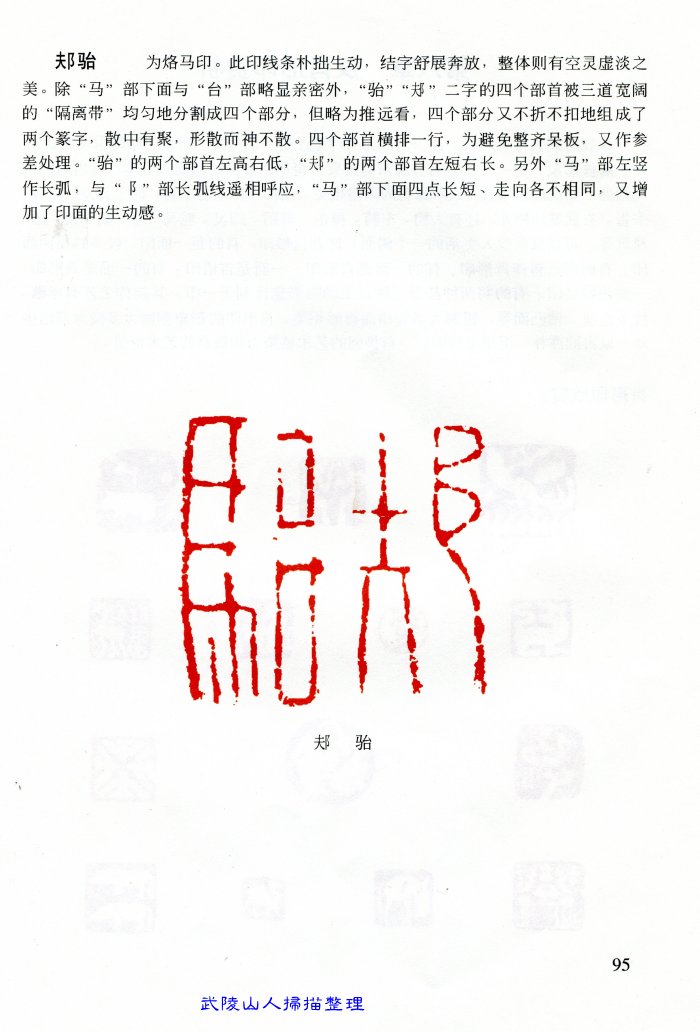 邞骀 为烙马印。此印线条朴拙生动，结字舒展奔放，整体则有空灵虚淡之
美。除“马”部下面与“台”部略显亲密外，“骀”“邞”二字的四个部首被三道宽阔
的“隔离带”均匀地分割成四个部分，但略为推远看，四个部分又不折不扣地组成了
两个篆字，散中有聚，形散而神不散。四个部首横排一行，为避免整齐呆板，又作参
差处理。“骀”的两个部首左高右低，“邞”的两个部首左短右长。另外“马”部左竖
作长弧，与“阝”部长弧线遥相呼应，“马”部下面四点长短、走向各不相同，又增
加了印面的生动感。
邞 骀
95
武陵山人掃描整理